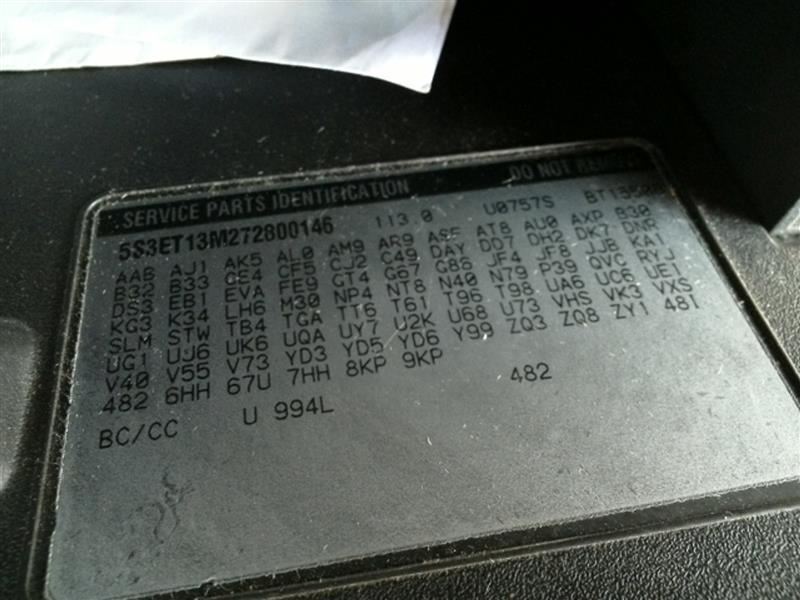 SERVICE PARTS IDENTIFICATION DO NOT
5S3ET13M272800146 113.0 U0757S
AAB AJ1 AK5 AL0 AM9 AR9 ASF AT8 AU0 AXP B30
B32 B33 CE4 CF5 CJ2 C49 DAY DD7 DH2 DK7 DNR
DS3 EB1 EVA FE9 GT4 G67 G86 JF4 JF8 JJB KA1
KG3 K34 LH6 M30 NP4 NT8 N40 N79 P39 QVC RYJ
SLM STW TB4 TGA TT6 T61 T96 T98 UA6 UC6 UE1
UG1 UJ6 UK6 UQA UY7 U2K U68 U73 VHS VK3 VXS
V40 V55 V73 YD3 YD5 YD6 Y99 ZQ3 ZQ8 ZY1 48I
482 6HH 67U 7HH 8KP 9KP
BC/CC U 994L 482